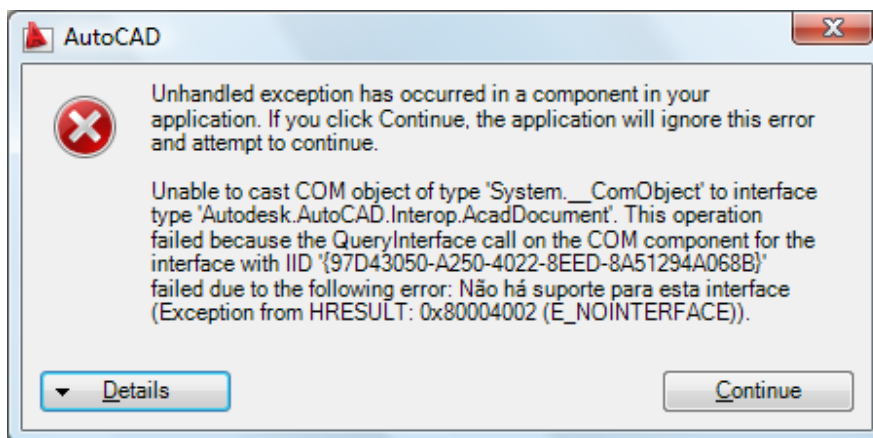 AutoCAD
Unhandled exception has occurred in a component in your
application. If you click Continue, the application will ignore this error
and attempt to continue.
Unable to cast COM object of type 'System.__ComObject' to interface
type 'Autodesk.AutoCAD.Interop.AcadDocument'. This operation
failed because the QueryInterface call on the COM component for the
interface with IID '{97D43050-A250-4022-8EED-8A51294A068B}'
failed due to the following error: Não há suporte para esta interface
(Exception from HRESULT: 0x80004002 (E_NOINTERFACE)).
Details
Continue